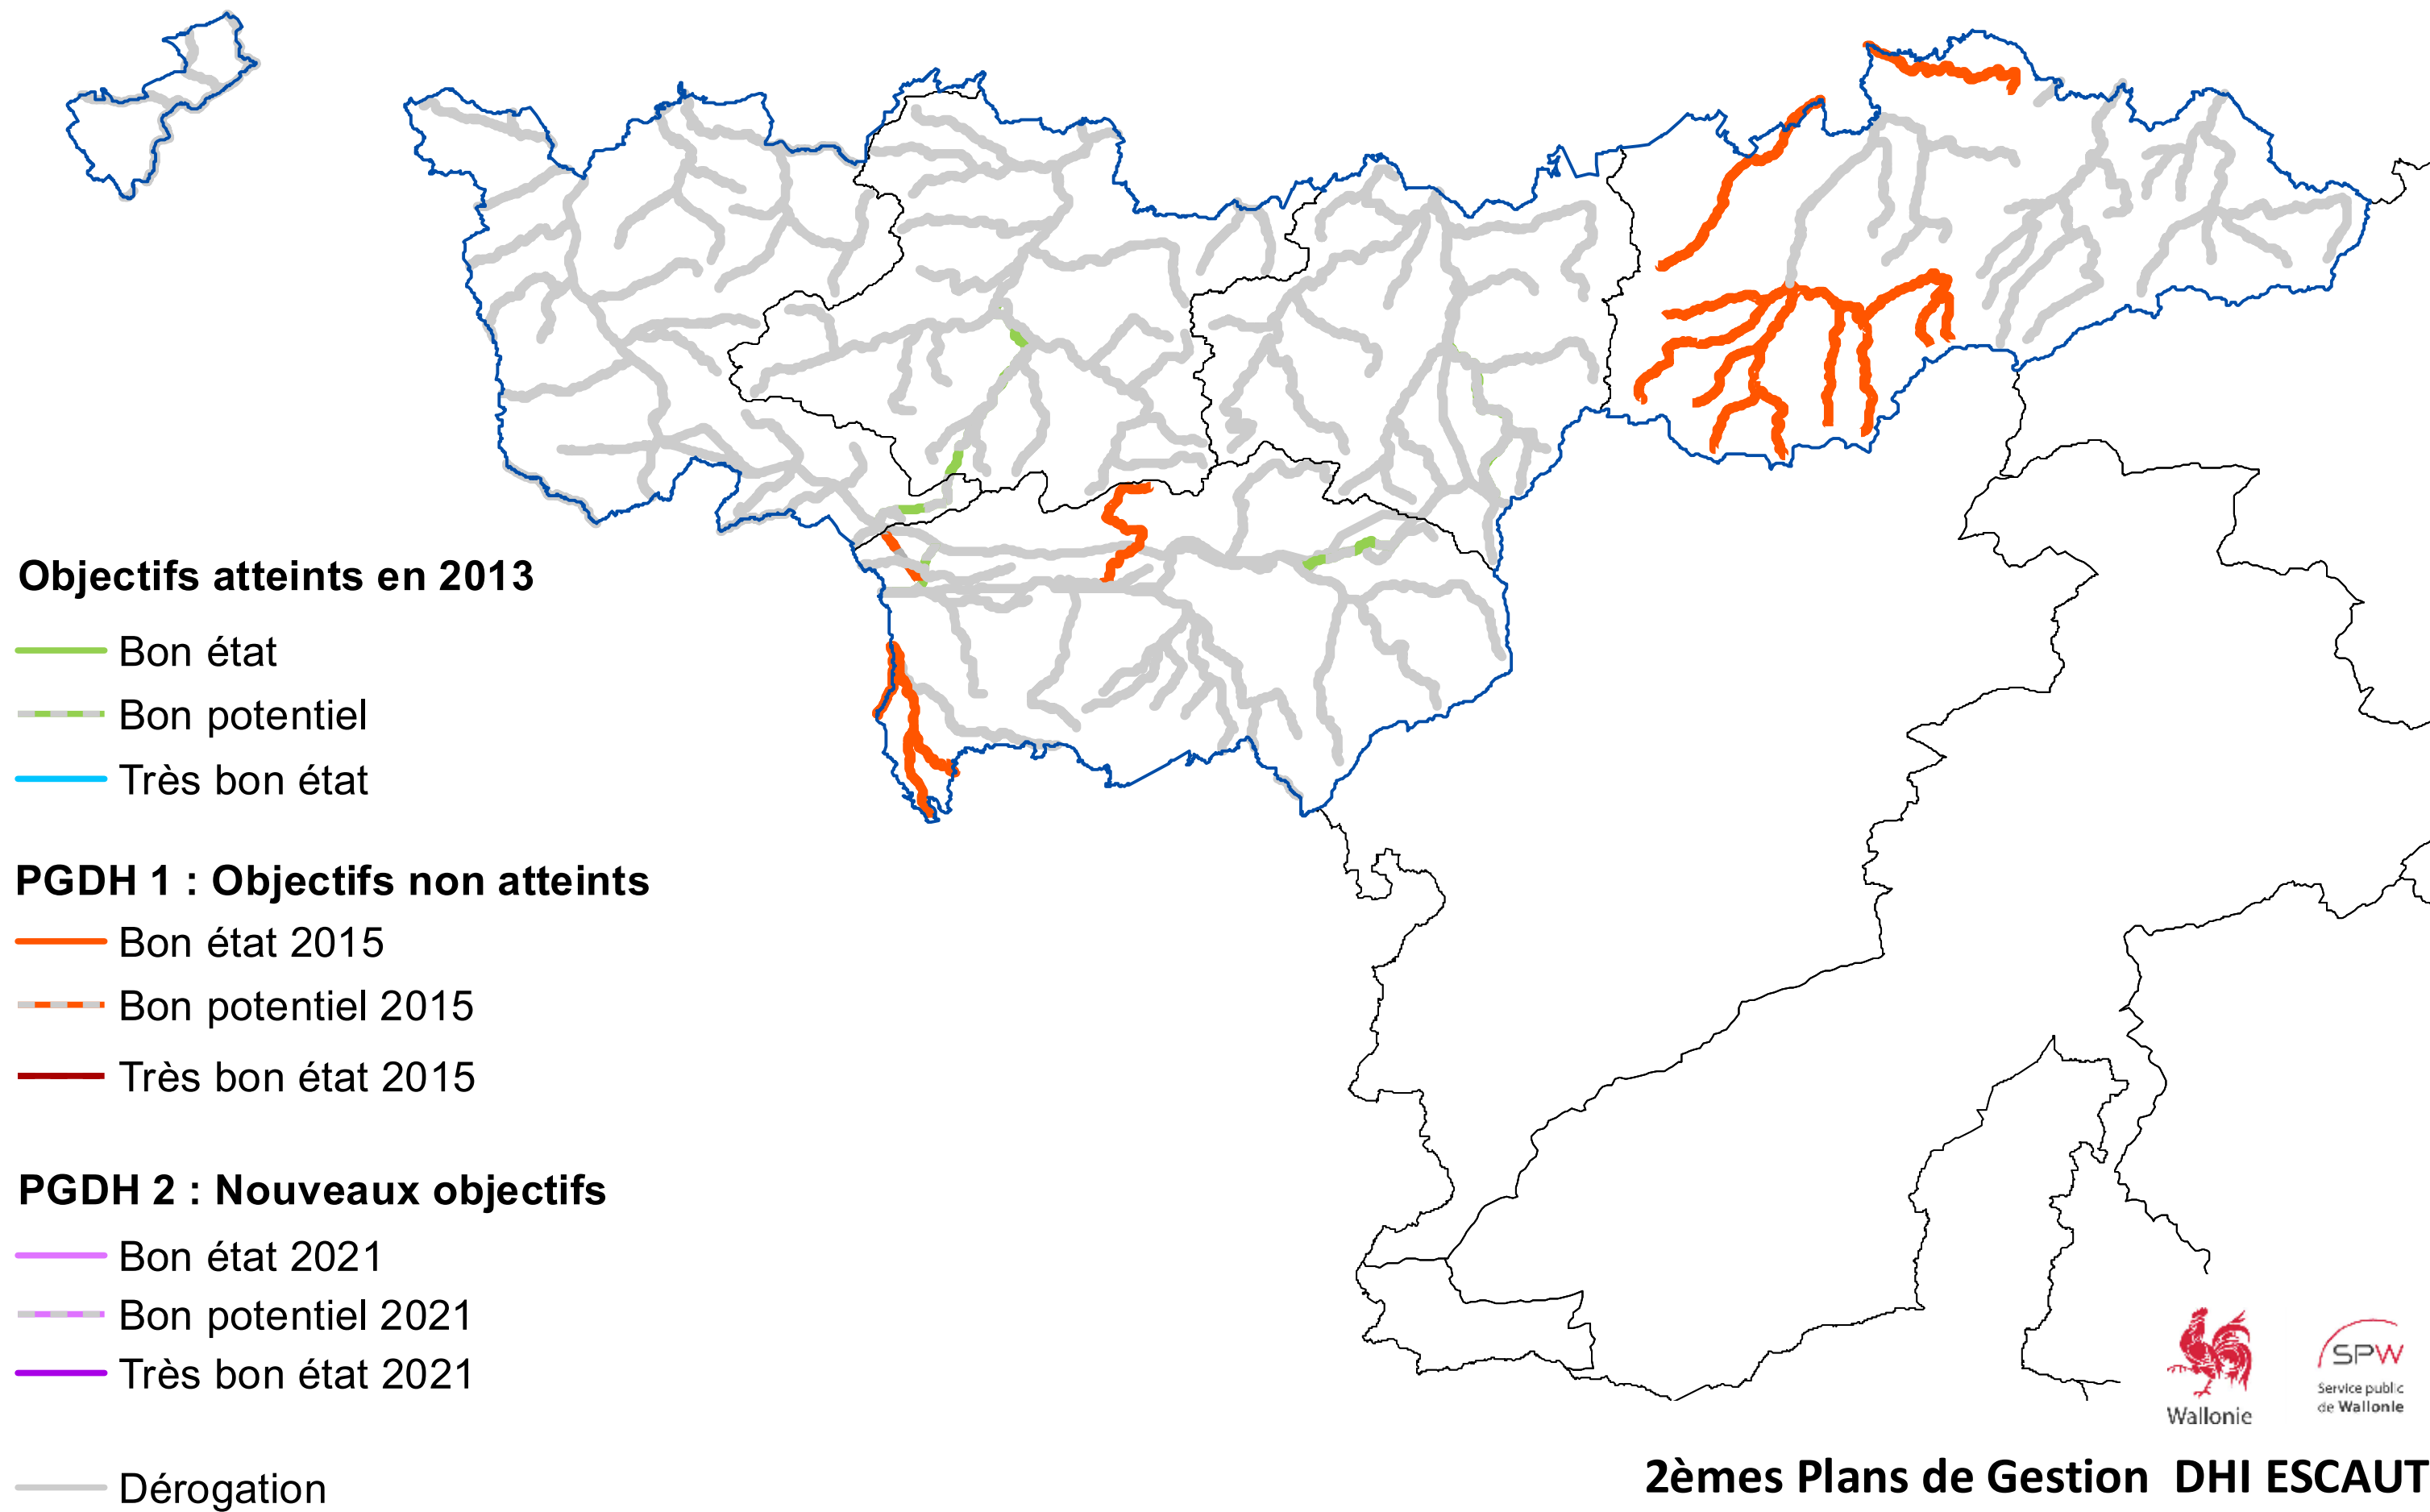 Objectifs atteints en 2013
Bon état
Bon potentiel
Très bon état
PGDH 1 : Objectifs non atteints
Bon état 2015
Bon potentiel 2015
Très bon état 2015
PGDH 2 : Nouveaux objectifs
Bon état 2021
Bon potentiel 2021
Très bon état 2021
Dérogation
Wallonie
SPW
Service public
de Wallonie
2èmes Plans de Gestion DHI ESCAUT